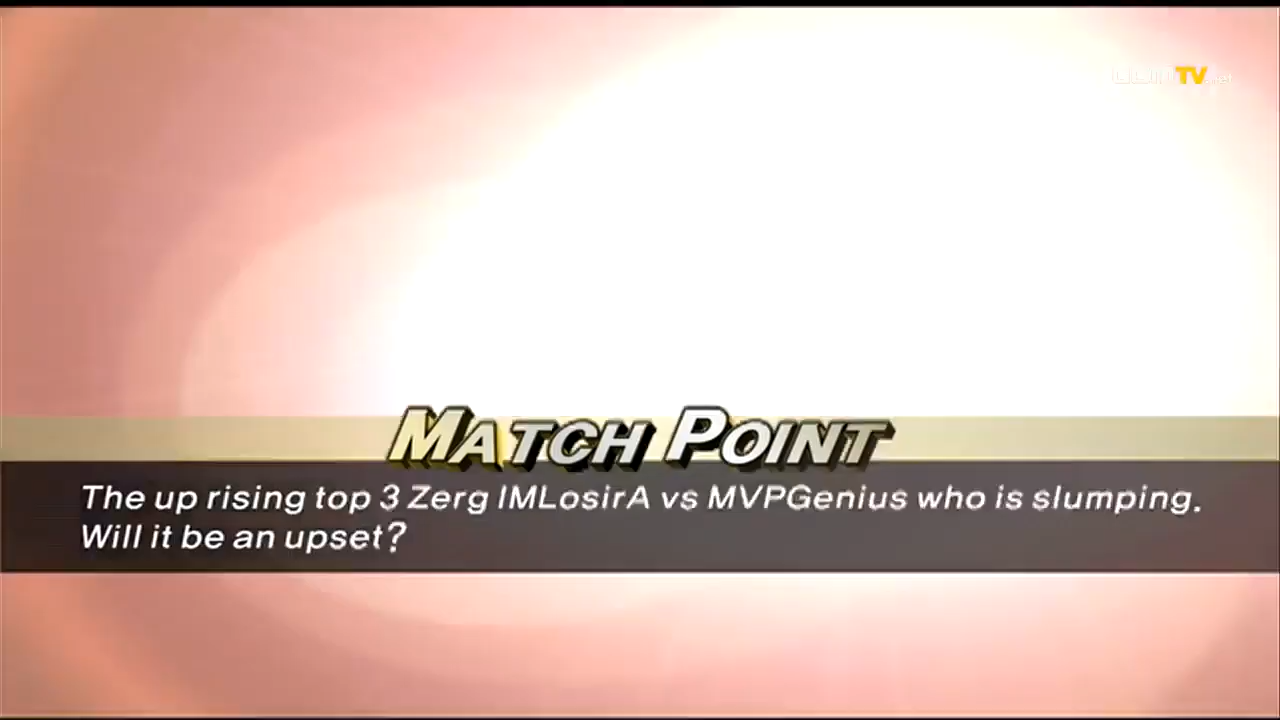 TV.net
MATCH POINT
The up rising top 3 Zerg IMLosirA vs MVPGenius who is slumping.
Will it be an upset?